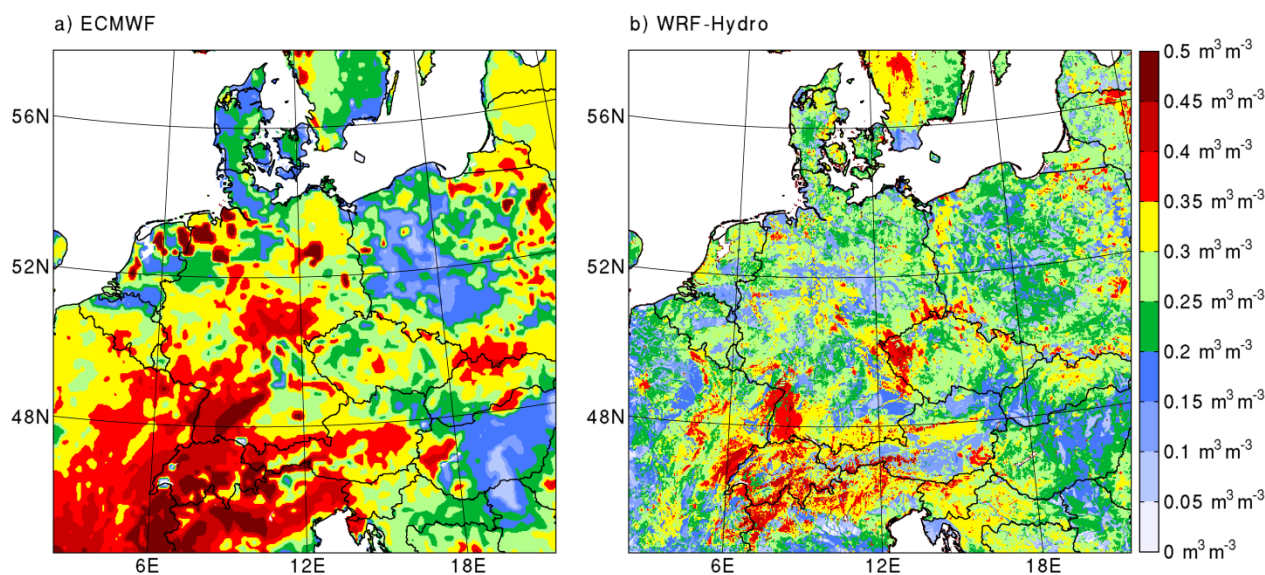 a) ECMWF
b) WRF-Hydro
56N
52N
48N
6E
12E
18E
56N
52N
48N
6E
12E
18E
0.5 m³ m⁻³
0.45 m³ m⁻³
0.4 m³ m⁻³
0.35 m³ m⁻³
0.3 m³ m⁻³
0.25 m³ m⁻³
0.2 m³ m⁻³
0.15 m³ m⁻³
0.1 m³ m⁻³
0.05 m³ m⁻³
0 m³ m⁻³